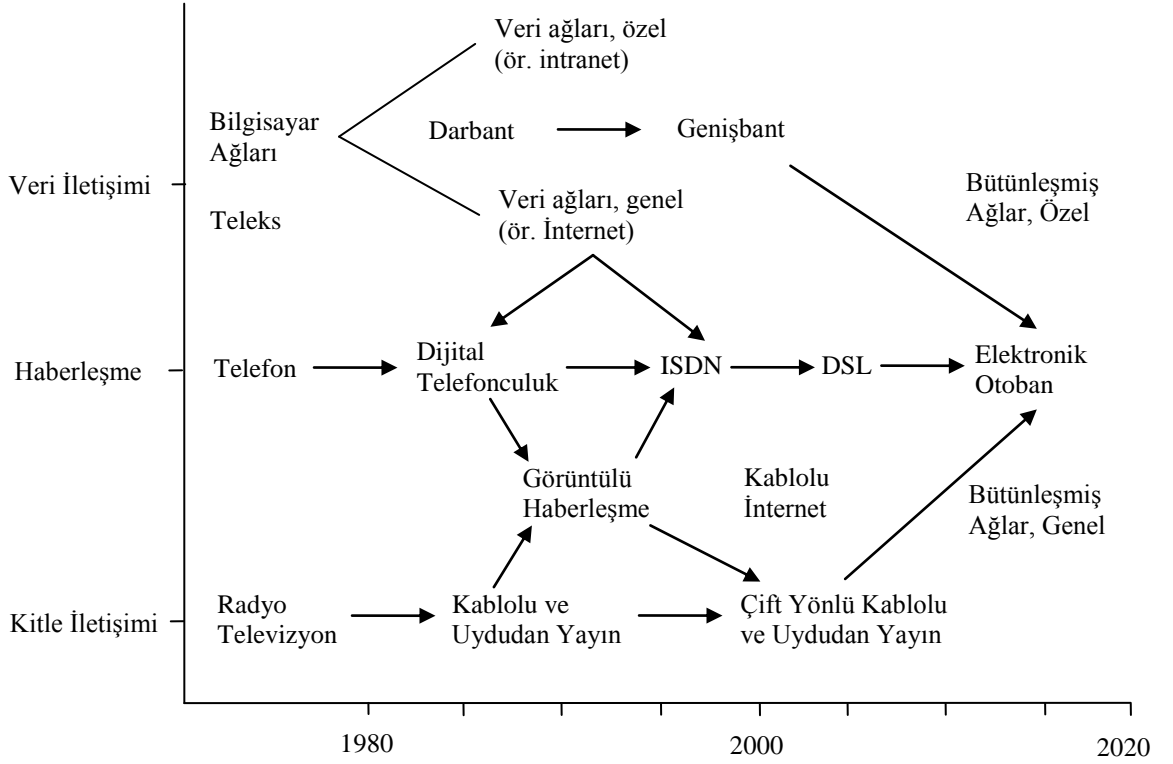 Veri ağları, özel
(ör. intranet)
Bilgisayar
Ağları
Darbant
Genişbant
Veri İletişimi
Bütünleşmiş
Ağlar, Özel
Teleks
Veri ağları, genel
(ör. İnternet)
Haberleşme
Telefon
Dijital
Telefonculuk
ISDN
DSL
Elektronik
Otoban
Görüntülü
Haberleşme
Kablolu
İnternet
Bütünleşmiş
Ağlar, Genel
Kitle İletişimi
Radyo
Televizyon
Kablolu ve
Uydudan Yayın
Çift Yönlü Kablolu
ve Uydudan Yayın
1980
2000
2020